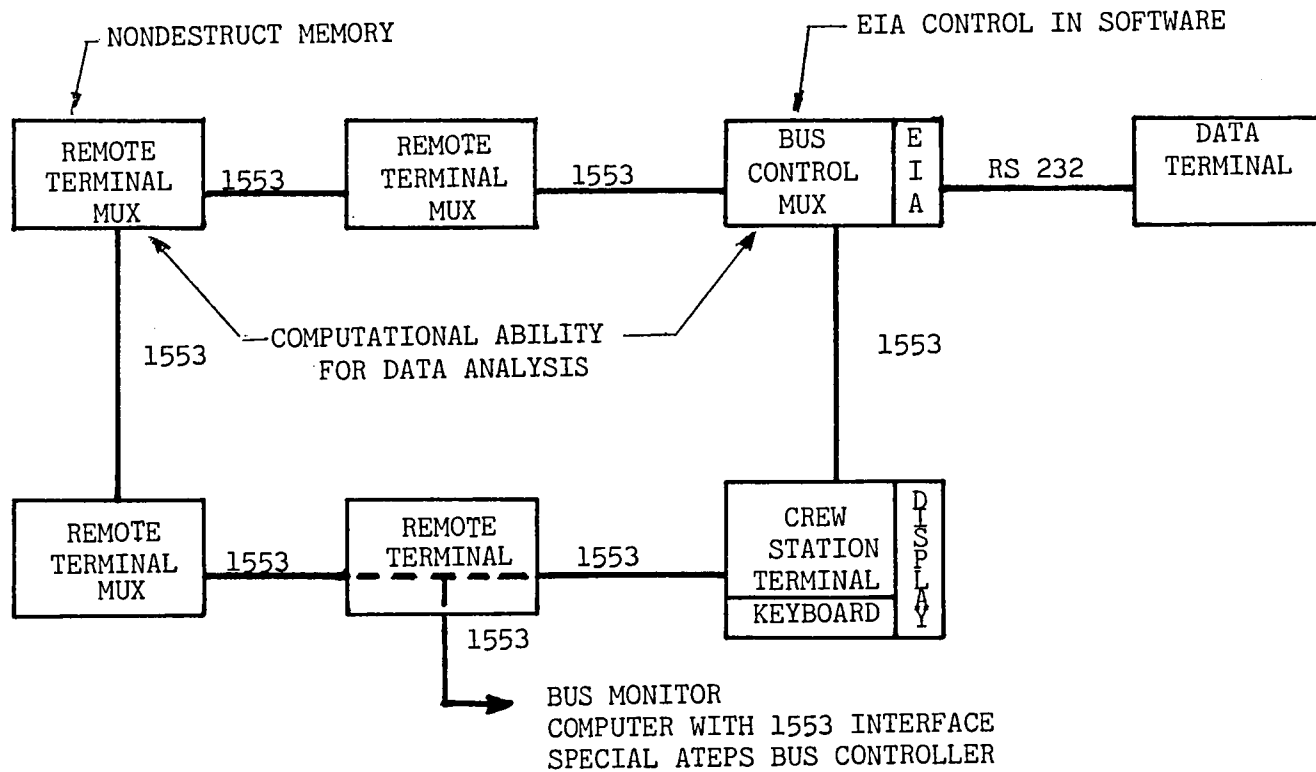 NONDESTRUCT MEMORY
EIA CONTROL IN SOFTWARE
REMOTE
TERMINAL
MUX
1553
REMOTE
TERMINAL
MUX
1553
BUS
CONTROL
MUX
EIA
RS 232
DATA
TERMINAL
1553
COMPUTATIONAL ABILITY
FOR DATA ANALYSIS
1553
REMOTE
TERMINAL
MUX
1553
REMOTE
TERMINAL
1553
CREW
STATION
TERMINAL
KEYBOARD
DISPLAY
1553
BUS MONITOR
COMPUTER WITH 1553 INTERFACE
SPECIAL ATEPS BUS CONTROLLER